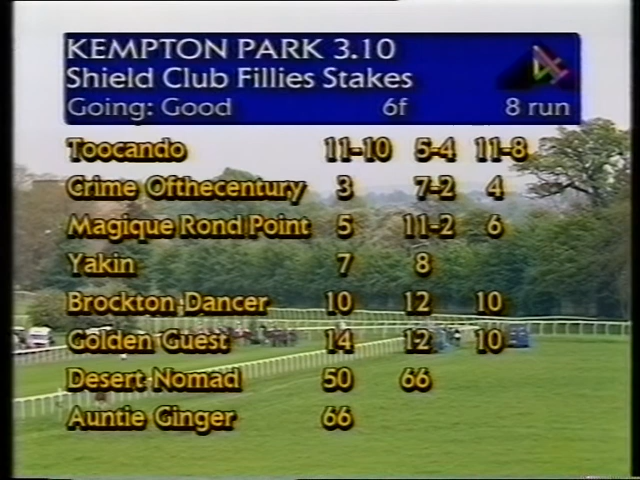 KEMPTON PARK 3.10
Shield Club Fillies Stakes
Going: Good 6f 8 run
Toocando 11-10 5-4 11-8
Crime Ofthecentury 3 7-2 4
Magique Rond Point 5 11-2 6
Yakin 7 8
Brockton Dancer 10 12 10
Golden Guest 14 12 10
Desert Nomad 50 66
Auntie Ginger 66